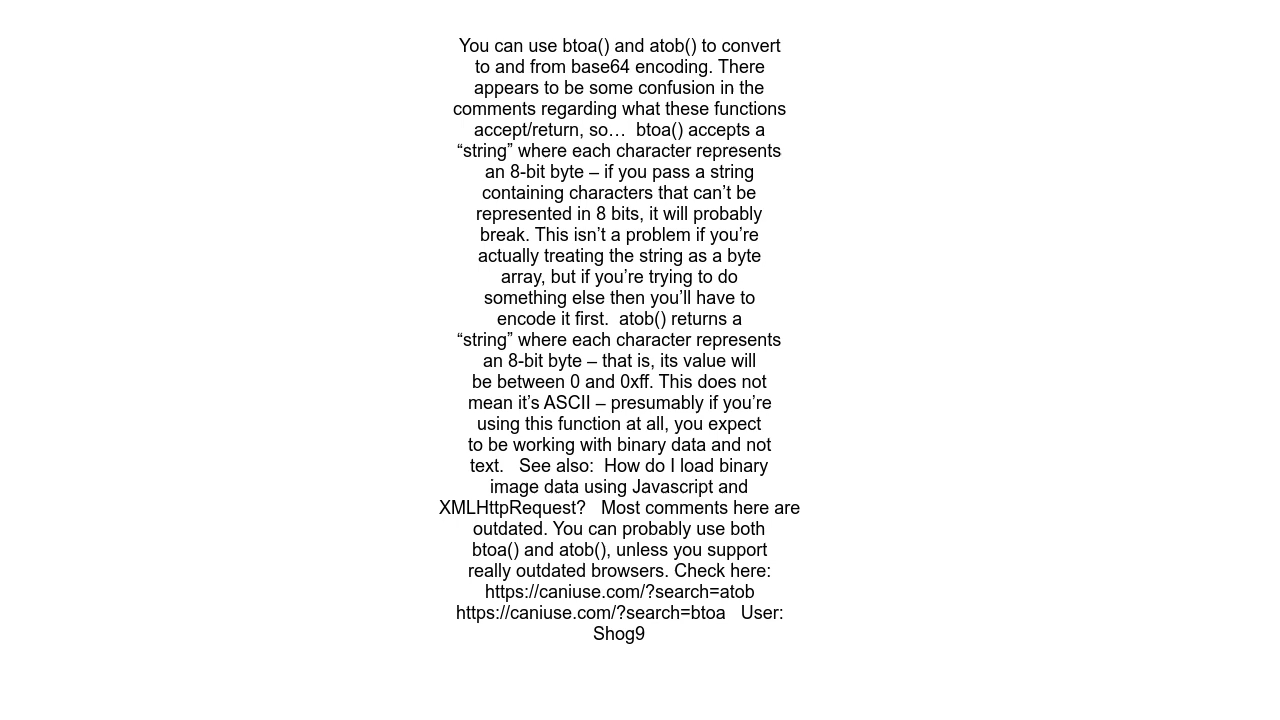 You can use btoa() and atob() to convert
to and from base64 encoding. There
appears to be some confusion in the
comments regarding what these functions
accept/return, so…  btoa() accepts a
“string” where each character represents
an 8-bit byte – if you pass a string
containing characters that can’t be
represented in 8 bits, it will probably
break. This isn’t a problem if you’re
actually treating the string as a byte
array, but if you’re trying to do
something else then you’ll have to
encode it first.  atob() returns a
“string” where each character represents
an 8-bit byte – that is, its value will
be between 0 and 0xff. This does not
mean it’s ASCII – presumably if you’re
using this function at all, you expect
to be working with binary data and not
text.   See also:  How do I load binary
image data using Javascript and
XMLHttpRequest?   Most comments here are
outdated. You can probably use both
btoa() and atob(), unless you support
really outdated browsers. Check here:
https://caniuse.com/?search=atob
https://caniuse.com/?search=btoa   User:
Shog9